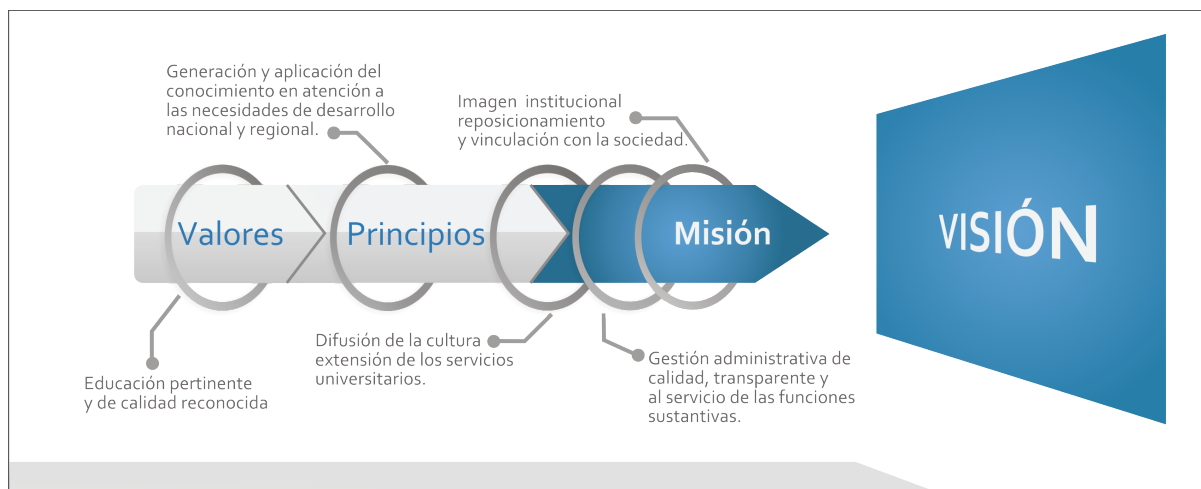 Generación y aplicación del
conocimiento en atención a
las necesidades de desarrollo
nacional y regional.
Imagen institucional
reposicionamiento
y vinculación con la sociedad.
Valores
Principios
Misión
VISIÓN
Educación pertinente
y de calidad reconocida
Difusión de la cultura
extensión de los servicios
universitarios.
Gestión administrativa de
calidad, transparente y
al servicio de las funciones
sustantivas.